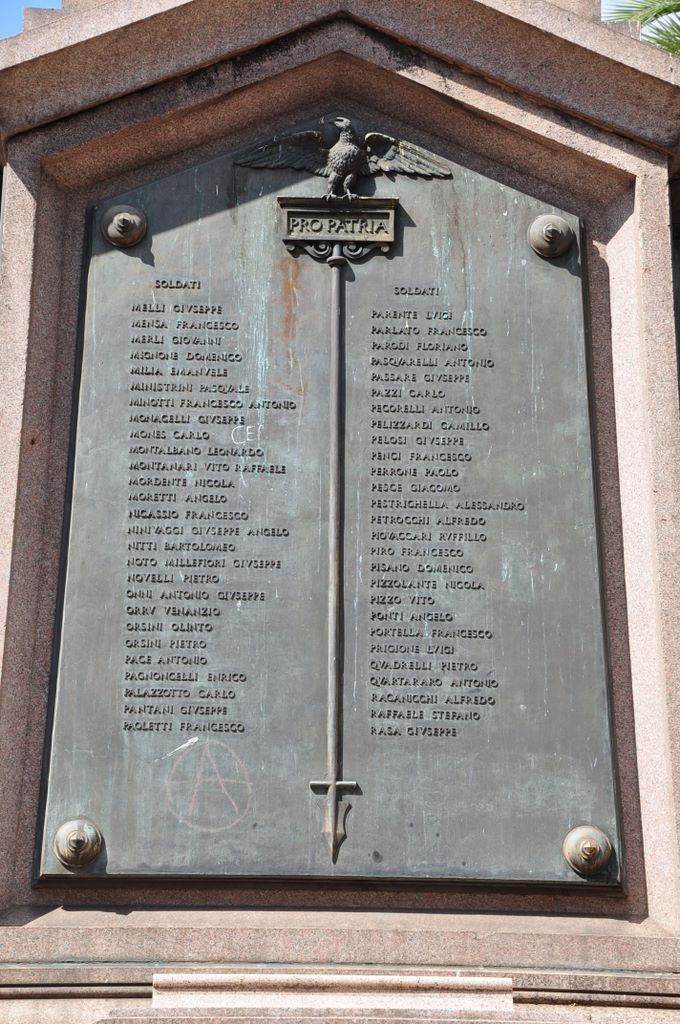 PRO PATRIA
SOLDATI
MELLI GIVSEPPE
MENSA FRANCESCO
MERLI GIOVANNI
MIGNONE DOMENICO
MILIA EMANVELE
MINISTRINI PASQVALE
MINOTTI FRANCESCO ANTONIO
MONACELLI GIVSEPPE
MONES CARLO
MONTALBANO LEONARDO
MONTANARI VITO RAFFAELE
MORDENTE NICOLA
MORETTI ANGELO
NICASSIO FRANCESCO
NINIVAGGI GIVSEPPE ANGELO
NITTI BARTOLOMEO
NOTO MILLEFIORI GIVSEPPE
NOVELLI PIETRO
ONNI ANTONIO GIVSEPPE
ORRV VENANZIO
ORSINI OLINTO
ORSINI PIETRO
PACE ANTONIO
PAGNONCELLI ENRICO
PALAZZOTTO CARLO
PANTANI GIVSEPPE
PAOLETTI FRANCESCO
SOLDATI
PARENTE LVIGI
PARLATO FRANCESCO
PARODI FLORIANO
PASQVARELLI ANTONIO
PASSARE GIVSEPPE
PAZZI CARLO
PECORELLI ANTONIO
PELIZZARDI CAMILLO
PELOSI GIVSEPPE
PENCI FRANCESCO
PERRONE PAOLO
PESCE GIACOMO
PESTRICHELLA ALESSANDRO
PETROCCHI ALFREDO
PIOVACCARI RVFFILLO
PIRO FRANCESCO
PISANO DOMENICO
PIZZOLANTE NICOLA
PIZZO VITO
PONTI ANGELO
PORTELLA FRANCESCO
PRIGIONE LVIGI
QVADRELLI PIETRO
QVARTARARO ANTONIO
RACANICCHI ALFREDO
RAFFAELE STEFANO
RASA GIVSEPPE